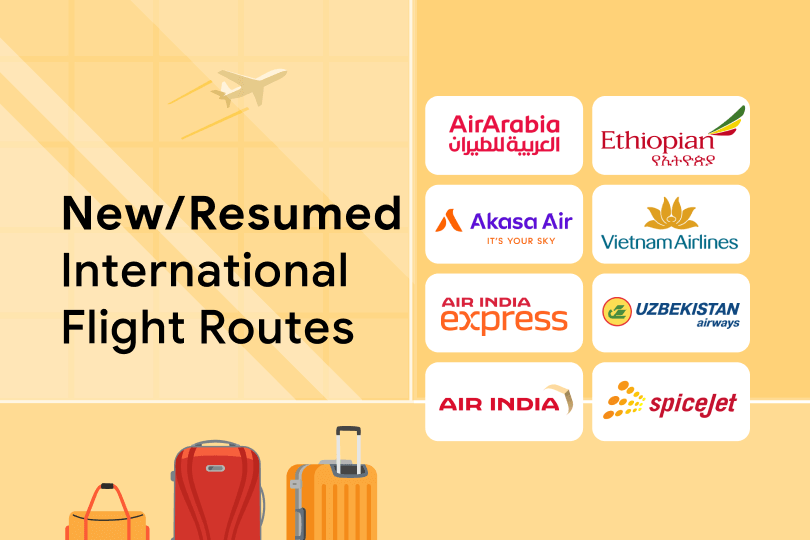 New/Resumed
International
Flight Routes
AirArabia
العربية للطيران
Ethiopian
የኢትዮጵያ
Akasa Air
IT'S YOUR SKY
Vietnam Airlines
AIR INDIA
express
UZBEKISTAN
airways
AIR INDIA
spiceJet